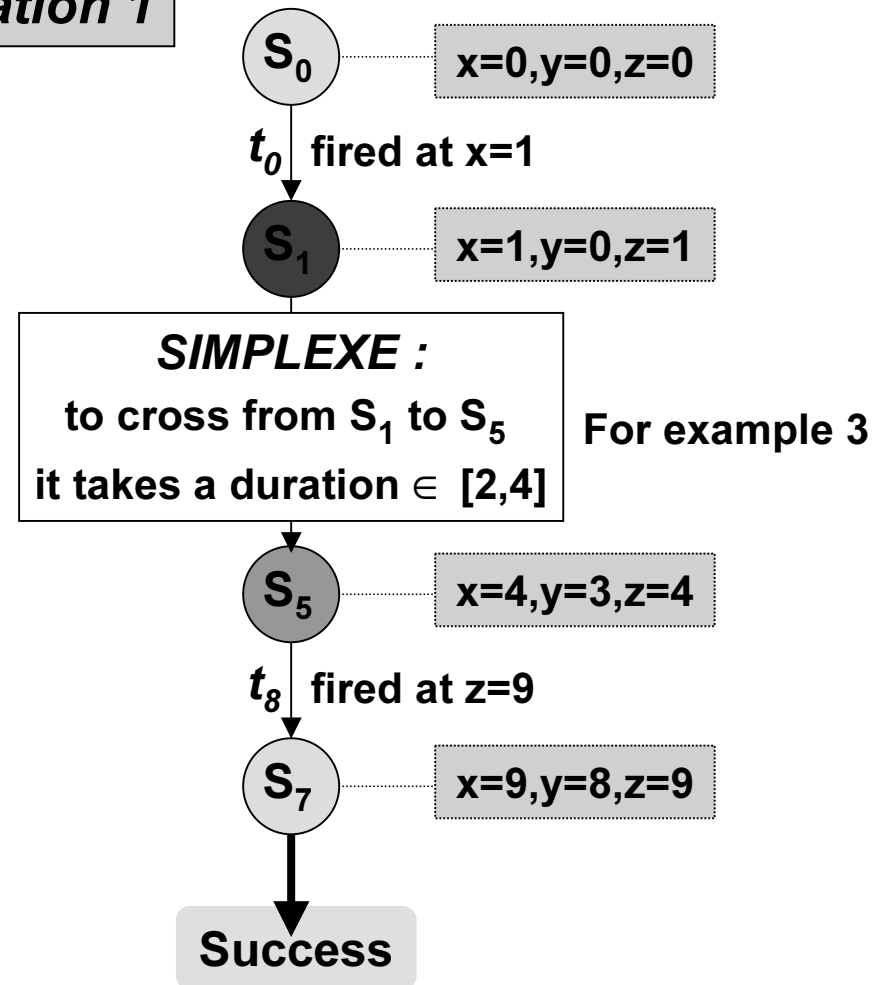 ation 1
S0
x=0,y=0,z=0
t0 fired at x=1
S1
x=1,y=0,z=1
SIMPLEXE :
to cross from S1 to S5
it takes a duration ∈ [2,4]
For example 3
S5
x=4,y=3,z=4
t8 fired at z=9
S7
x=9,y=8,z=9
Success